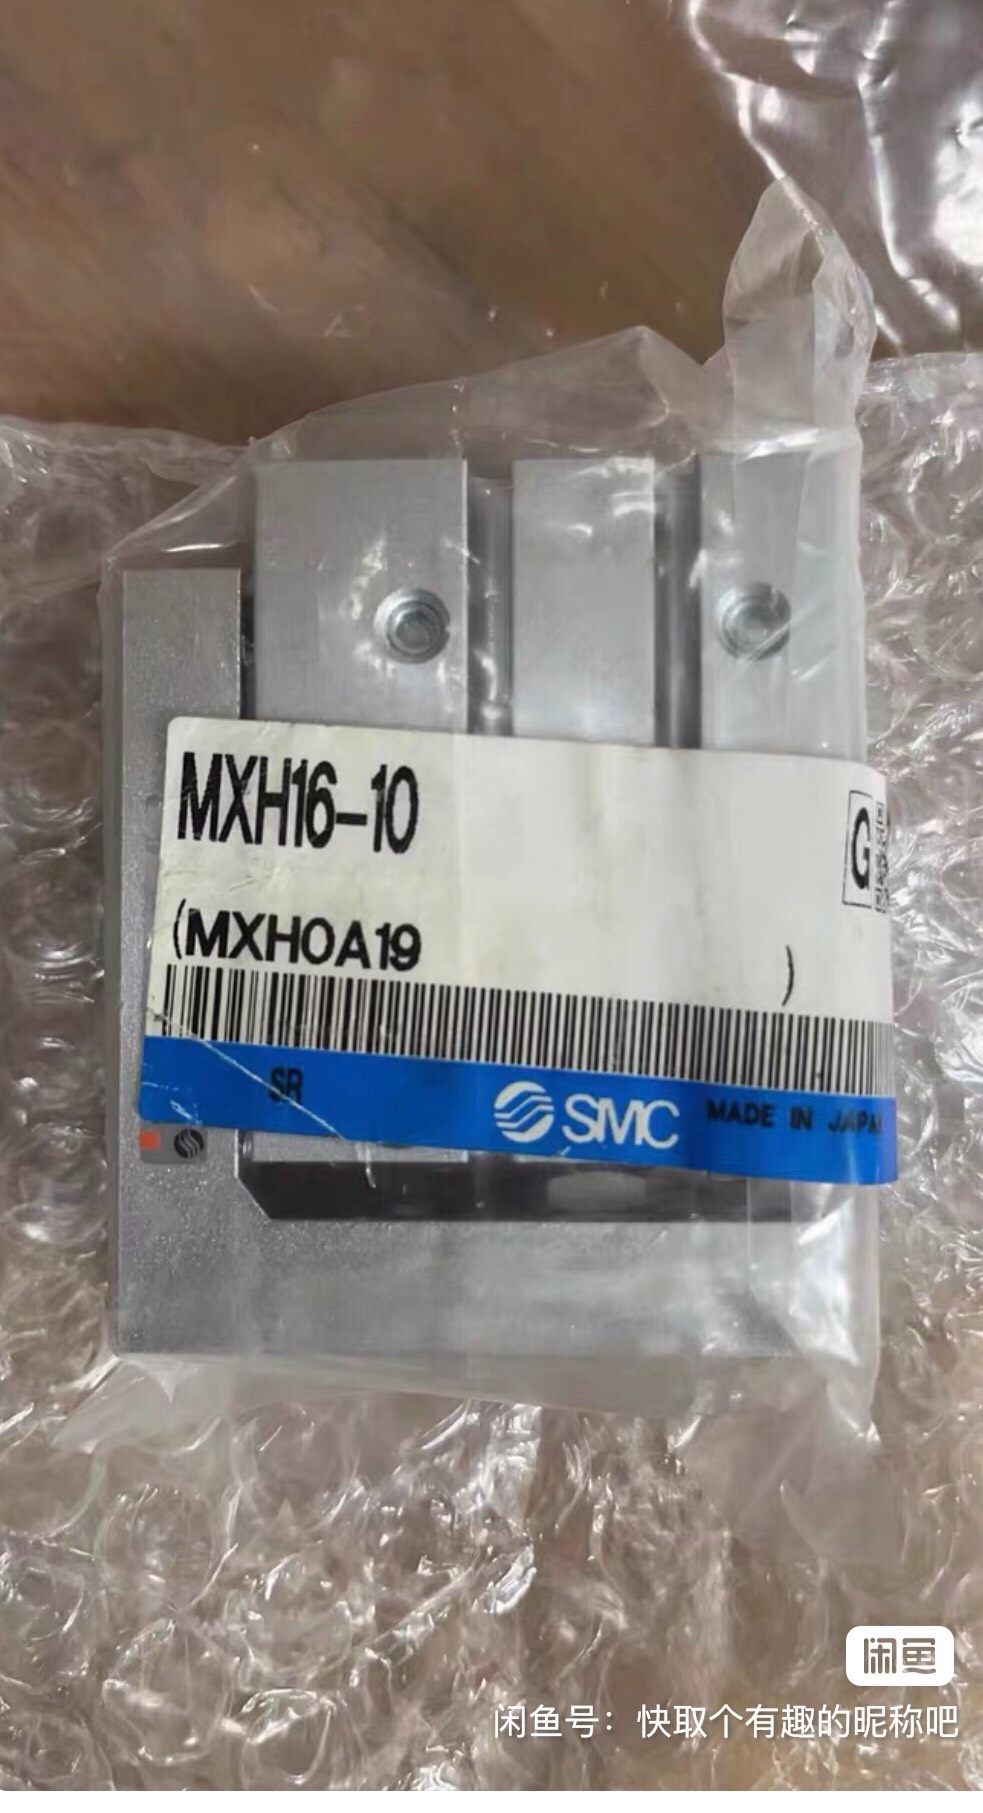 MXH16-10
G
(MXH0A19 )
SR
SMC MADE IN JAPAN
闲鱼
闲鱼号：快取个有趣的昵称吧